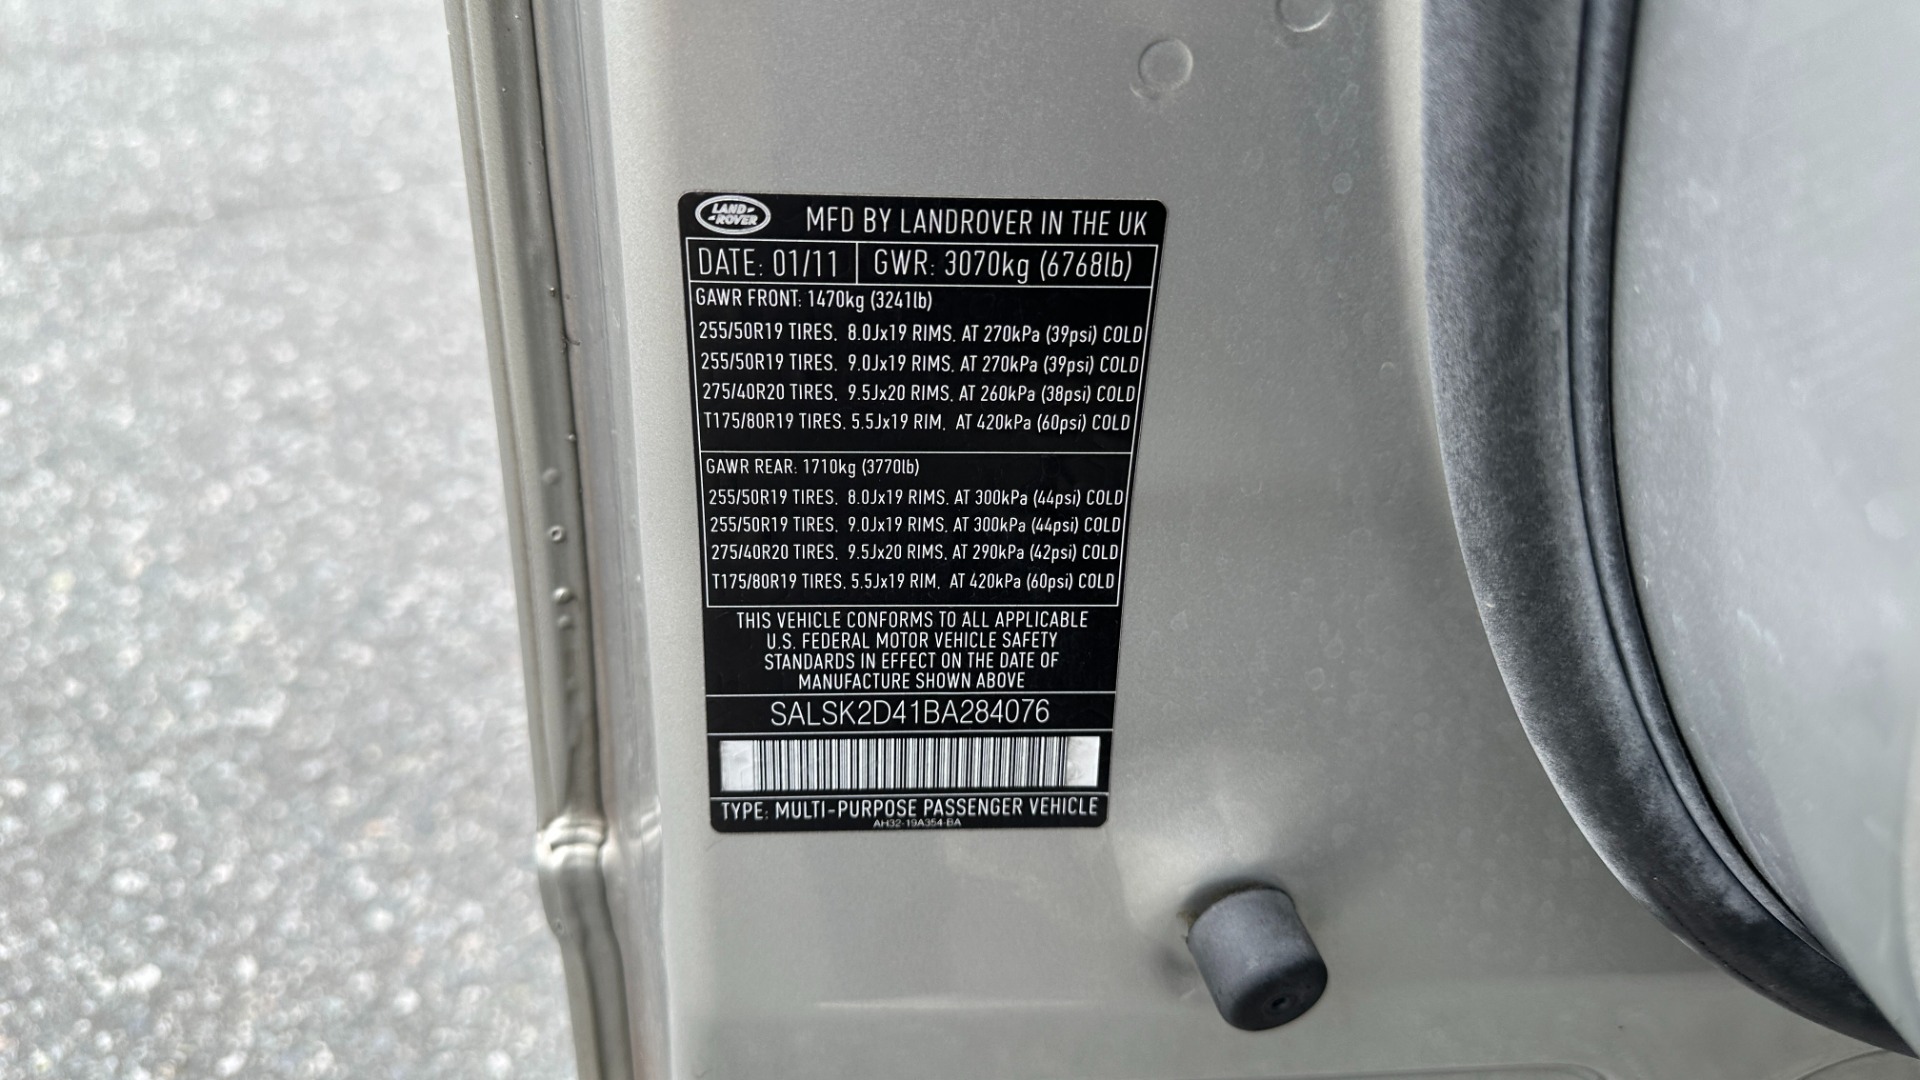 LAND-
-ROVER
MFD BY LANDROVER IN THE UK
DATE: 01/11 GWR: 3070kg (6768lb)
GAWR FRONT: 1470kg (3241lb)
255/50R19 TIRES, 8.0Jx19 RIMS, AT 270kPa (39psi) COLD
255/50R19 TIRES, 9.0Jx19 RIMS, AT 270kPa (39psi) COLD
275/40R20 TIRES, 9.5Jx20 RIMS, AT 260kPa (38psi) COLD
T175/80R19 TIRES, 5.5Jx19 RIM, AT 420kPa (60psi) COLD
GAWR REAR: 1710kg (3770lb)
255/50R19 TIRES, 8.0Jx19 RIMS, AT 300kPa (44psi) COLD
255/50R19 TIRES, 9.0Jx19 RIMS, AT 300kPa (44psi) COLD
275/40R20 TIRES, 9.5Jx20 RIMS, AT 290kPa (42psi) COLD
T175/80R19 TIRES, 5.5Jx19 RIM, AT 420kPa (60psi) COLD
THIS VEHICLE CONFORMS TO ALL APPLICABLE
U.S. FEDERAL MOTOR VEHICLE SAFETY
STANDARDS IN EFFECT ON THE DATE OF
MANUFACTURE SHOWN ABOVE
SALSK2D41BA284076
TYPE: MULTI-PURPOSE PASSENGER VEHICLE
AH32-19A354-BA